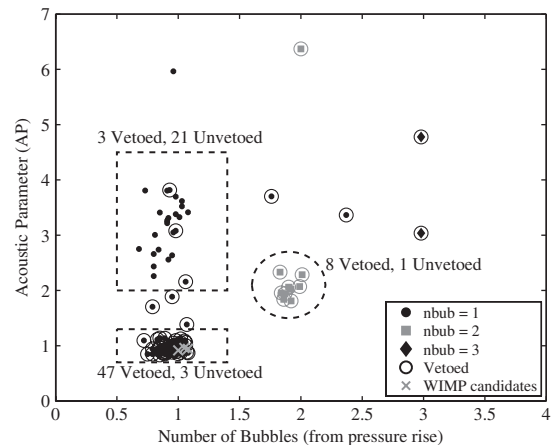 7
6
5
4
3
2
1
0
Acoustic Parameter (AP)
3 Vetoed, 21 Unvetoed
8 Vetoed, 1 Unvetoed
47 Vetoed, 3 Unvetoed
nbub = 1
nbub = 2
nbub = 3
Vetoed
WIMP candidates
0 0.5 1 1.5 2 2.5 3 3.5 4
Number of Bubbles (from pressure rise)